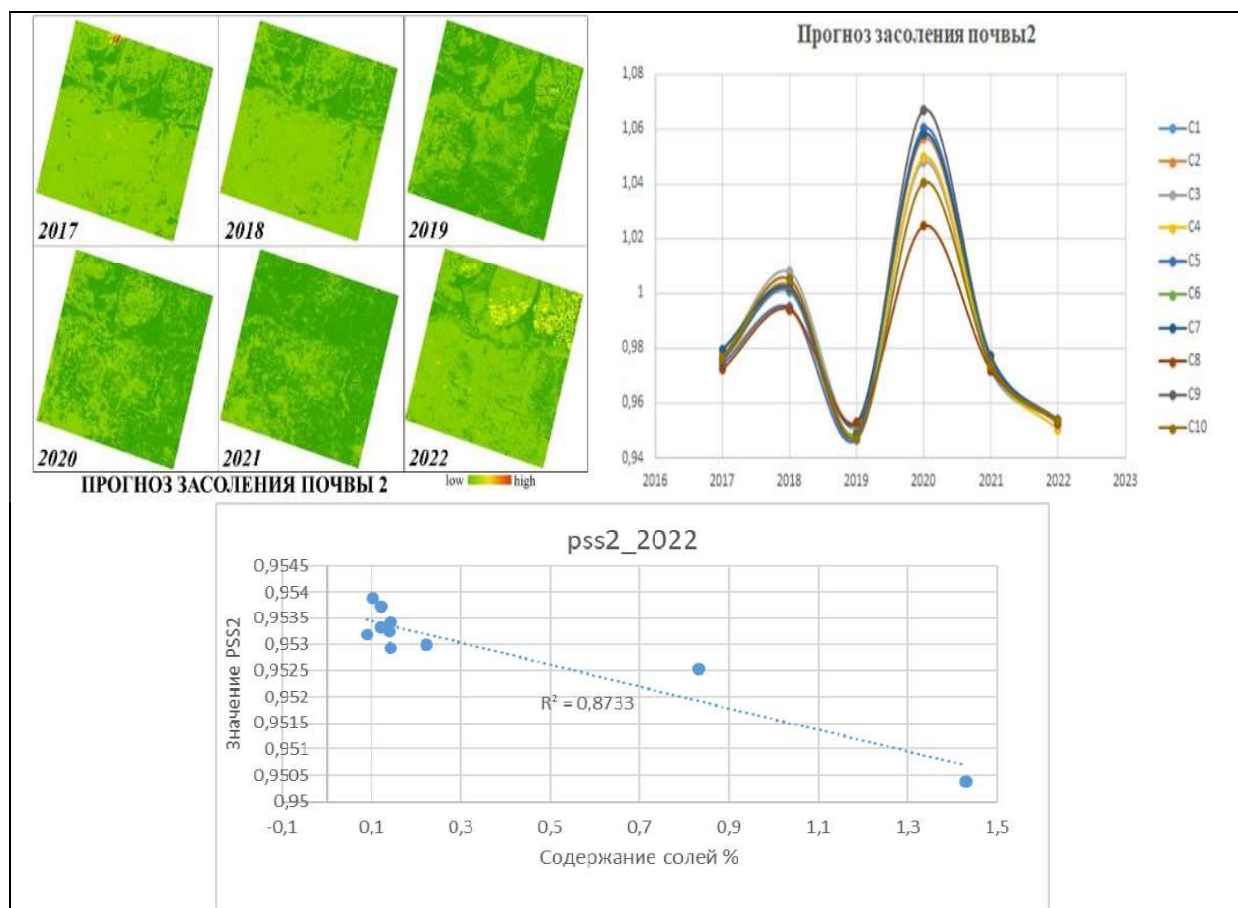 2017
2018
2019
2020
2021
2022
ПРОГНОЗ ЗАСОЛЕНИЯ ПОЧВЫ 2
low
high
Прогноз засоления почвы2
1,08
1,06
1,04
1,02
1
0,98
0,96
0,94
2016
2017
2018
2019
2020
2021
2022
2023
C1
C2
C3
C4
C5
C6
C7
C8
C9
C10
pss2_2022
Значение PSS2
0,9545
0,954
0,9535
0,953
0,9525
0,952
0,9515
0,951
0,9505
0,95
R² = 0,8733
-0,1
0,1
0,3
0,5
0,7
0,9
1,1
1,3
1,5
Содержание солей %